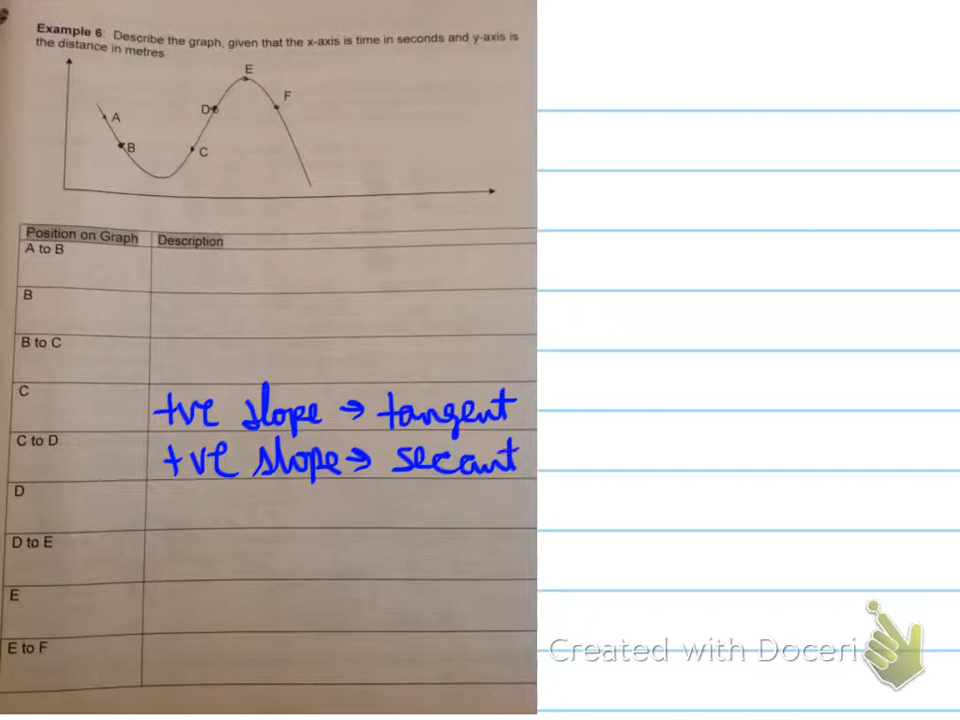 Example 6: Describe the graph, given that the x-axis is time in seconds and y-axis is
the distance in metres
E
F
D
A
B
C
Position on Graph Description
A to B
B
B to C
C +ve slope → tangent
C to D +ve slope → secant
D
D to E
E
E to F
Created with Doceri